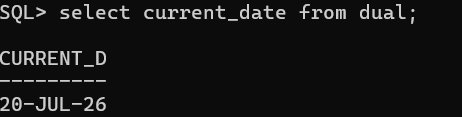 SQL> select current_date from dual;
CURRENT_D
---------
20-JUL-26